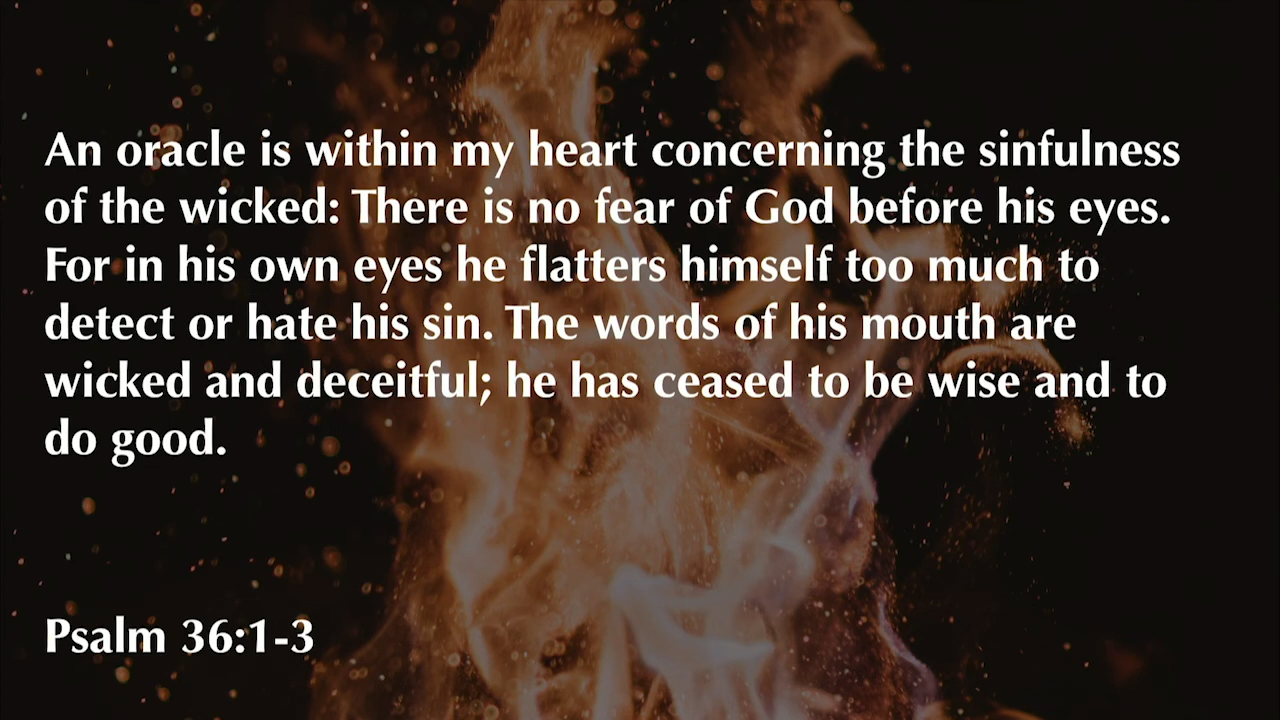 An oracle is within my heart concerning the sinfulness
of the wicked: There is no fear of God before his eyes.
For in his own eyes he flatters himself too much to
detect or hate his sin. The words of his mouth are
wicked and deceitful; he has ceased to be wise and to
do good.
Psalm 36:1-3